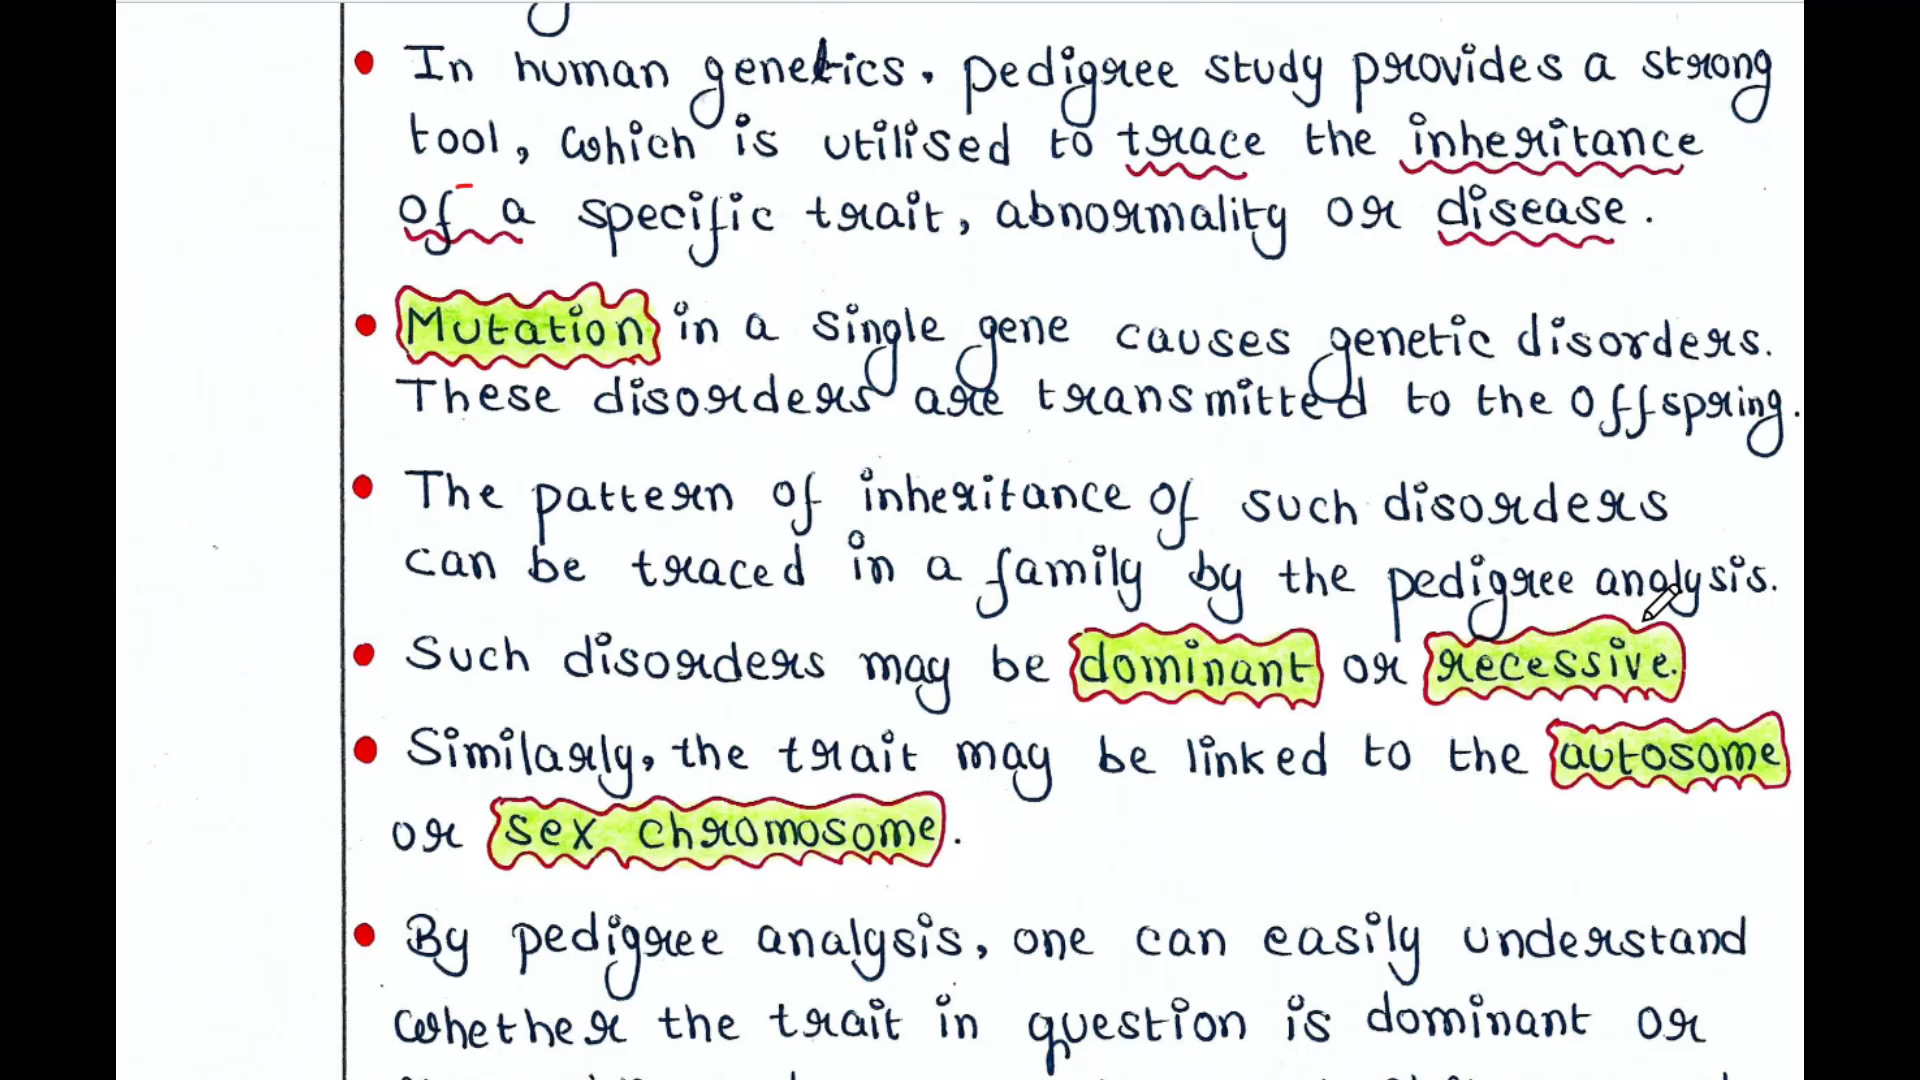 In human genetics. pedigree study provides a strong
tool, which is utilised to trace the inheritance
of a specific trait, abnormality or disease.
Mutation in a single gene causes genetic disorders.
These disorders are transmitted to the offspring.
The pattern of inheritance of such disorders
can be traced in a family by the pedigree analysis.
Such disorders may be dominant or recessive.
Similarly, the trait may be linked to the autosome
or sex chromosome.
By pedigree analysis, one can easily understand
whether the trait in question is dominant or